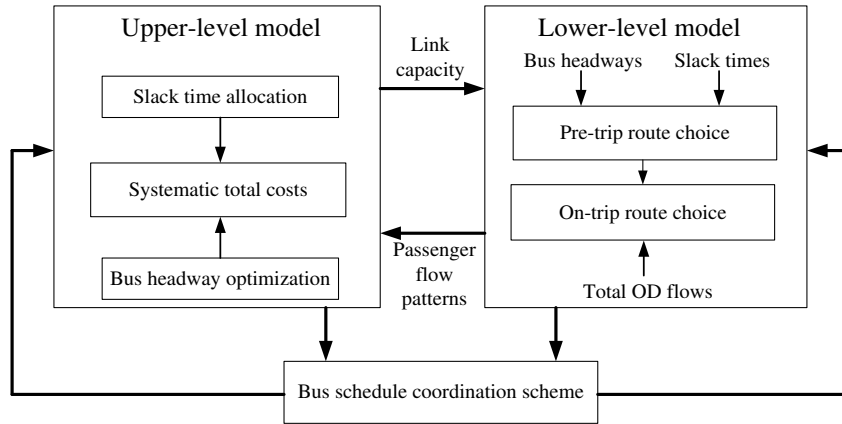 Upper-level model
Slack time allocation
Systematic total costs
Bus headway optimization
Link
capacity
Passenger
flow
patterns
Lower-level model
Bus headways
Slack times
Pre-trip route choice
On-trip route choice
Total OD flows
Bus schedule coordination scheme